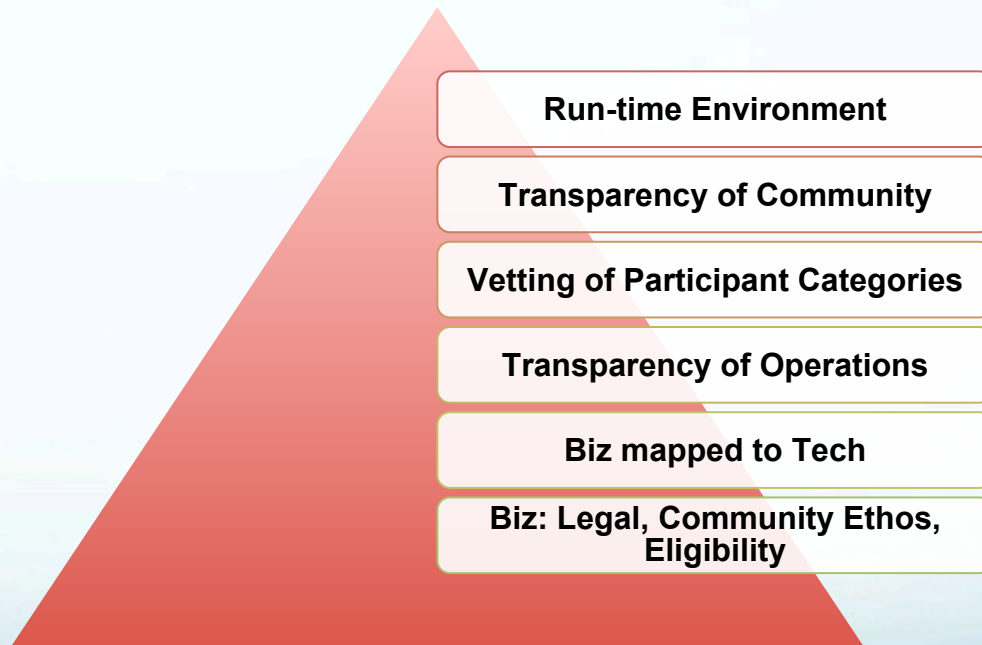 Run-time Environment
Transparency of Community
Vetting of Participant Categories
Transparency of Operations
Biz mapped to Tech
Biz: Legal, Community Ethos,
Eligibility